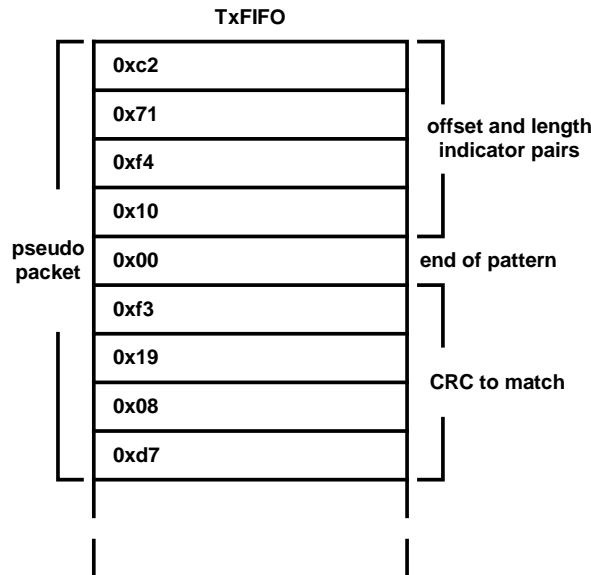 TxFIFO
0xc2
0x71
0xf4
0x10
0x00
0xf3
0x19
0x08
0xd7
pseudo
packet
offset and length
indicator pairs
end of pattern
CRC to match